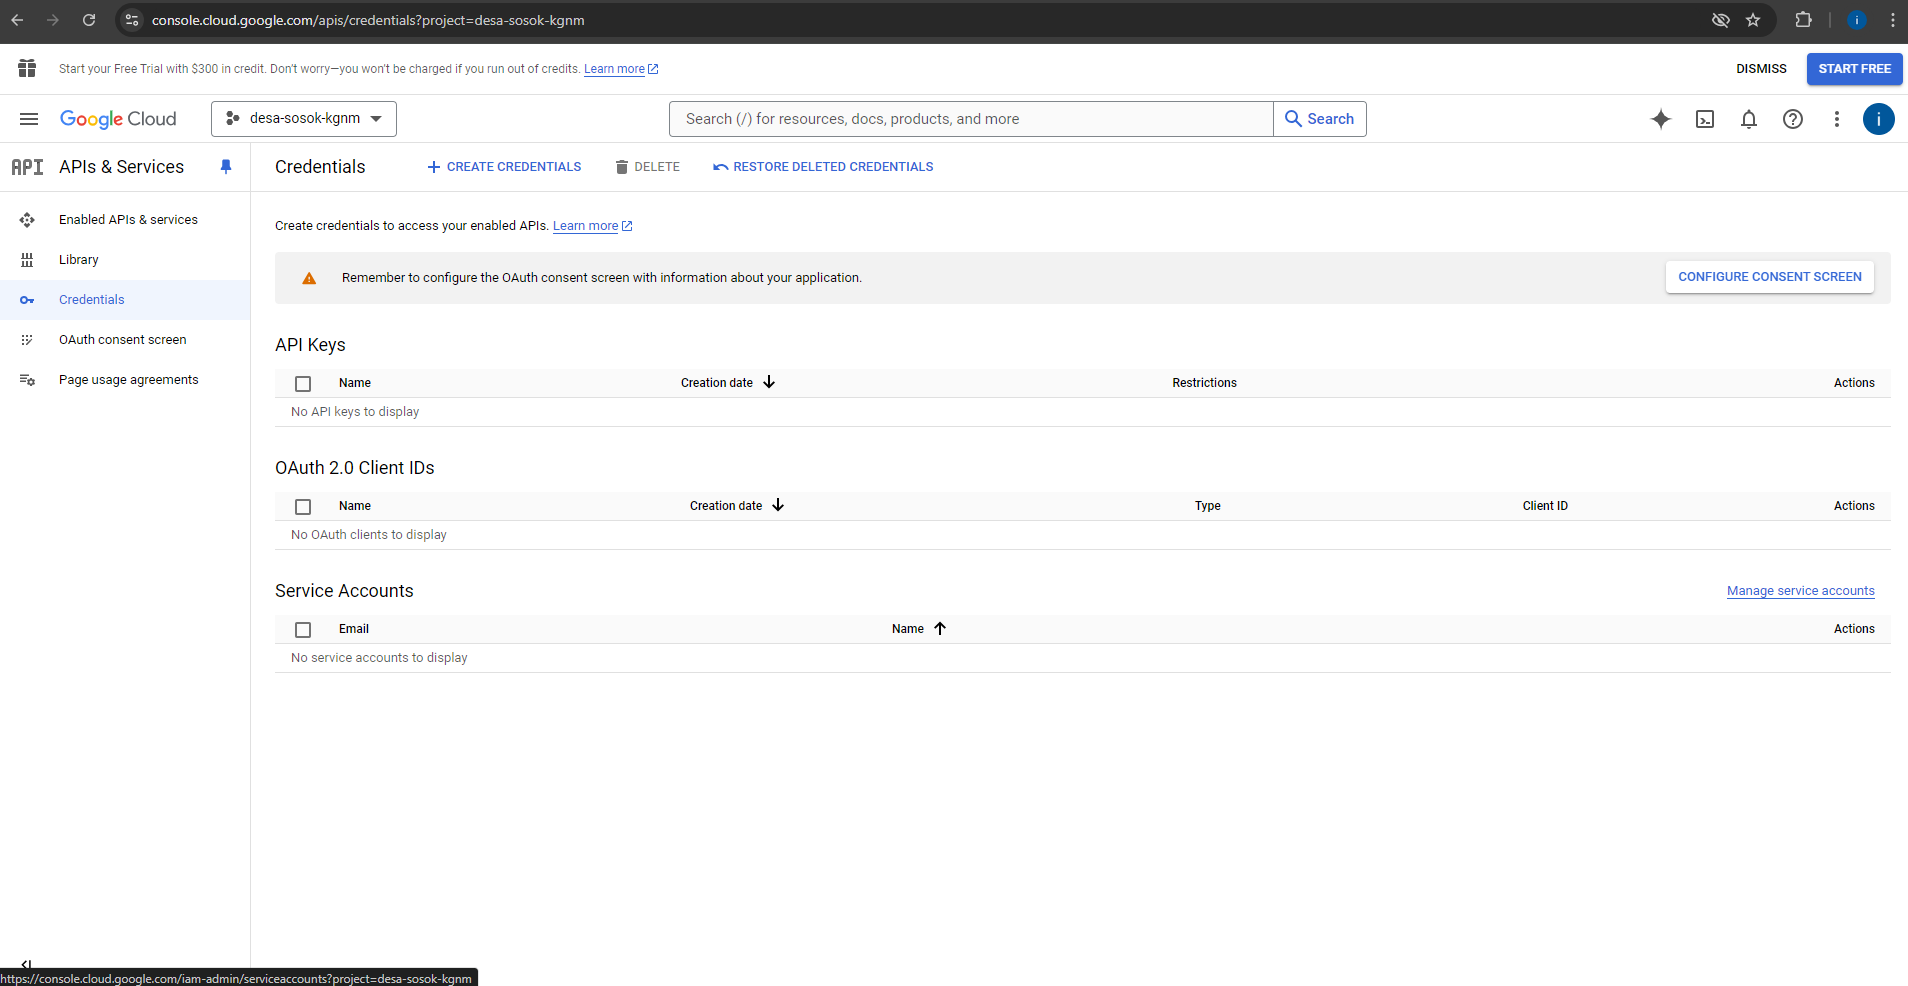 console.cloud.google.com/apis/credentials?project=desa-sosok-kgnm
i
Start your Free Trial with $300 in credit. Don't worry—you won't be charged if you run out of credits. Learn more
DISMISS
START FREE
Google Cloud
desa-sosok-kgnm
Search (/) for resources, docs, products, and more
Search
i
API APIs & Services
Credentials
CREATE CREDENTIALS
DELETE
RESTORE DELETED CREDENTIALS
Enabled APIs & services
Library
Credentials
OAuth consent screen
Page usage agreements
Create credentials to access your enabled APIs. Learn more
Remember to configure the OAuth consent screen with information about your application.
CONFIGURE CONSENT SCREEN
API Keys
Name Creation date Restrictions Actions
No API keys to display
OAuth 2.0 Client IDs
Name Creation date Type Client ID Actions
No OAuth clients to display
Service Accounts
Manage service accounts
Email Name Actions
No service accounts to display
https://console.cloud.google.com/iam-admin/serviceaccounts?project=desa-sosok-kgnm